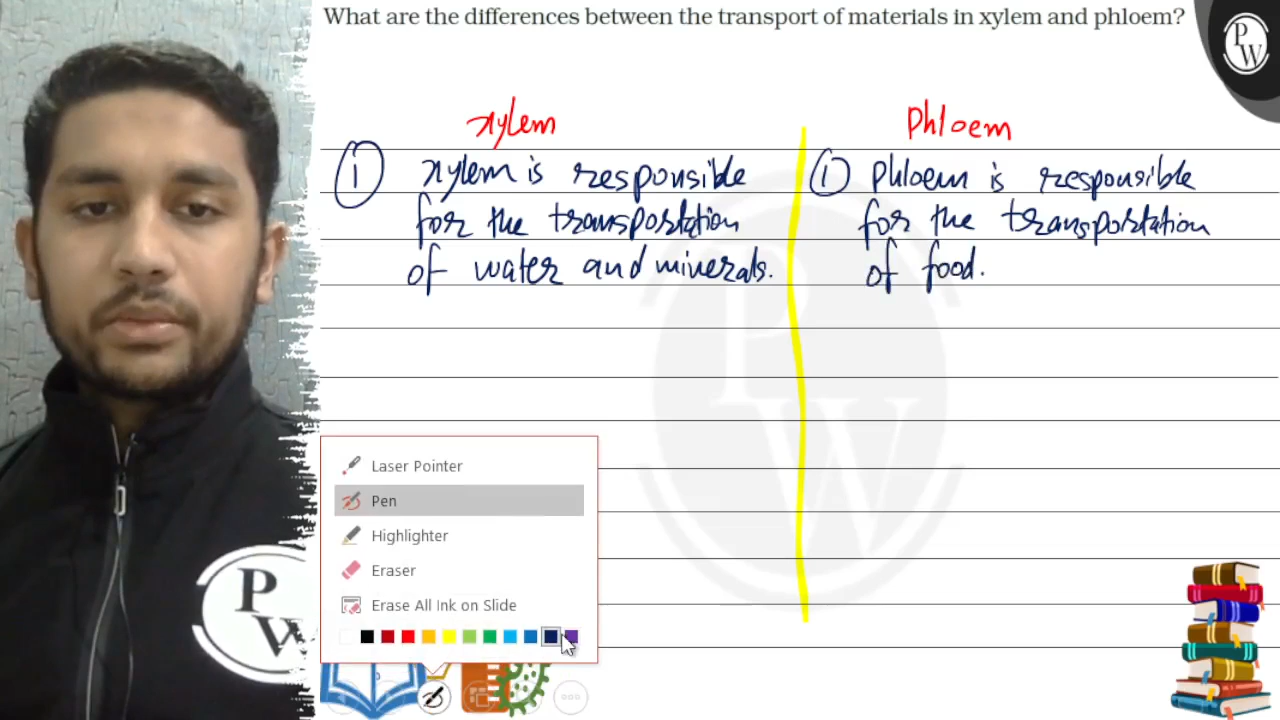 What are the differences between the transport of materials in xylem and phloem?
P
W
xylem
① xylem is responsible
for the transportation
of water and minerals.
Phloem
① Phloem is responsible
for the transportation
of food.
Laser Pointer
Pen
Highlighter
Eraser
Erase All Ink on Slide
P
W
P
W